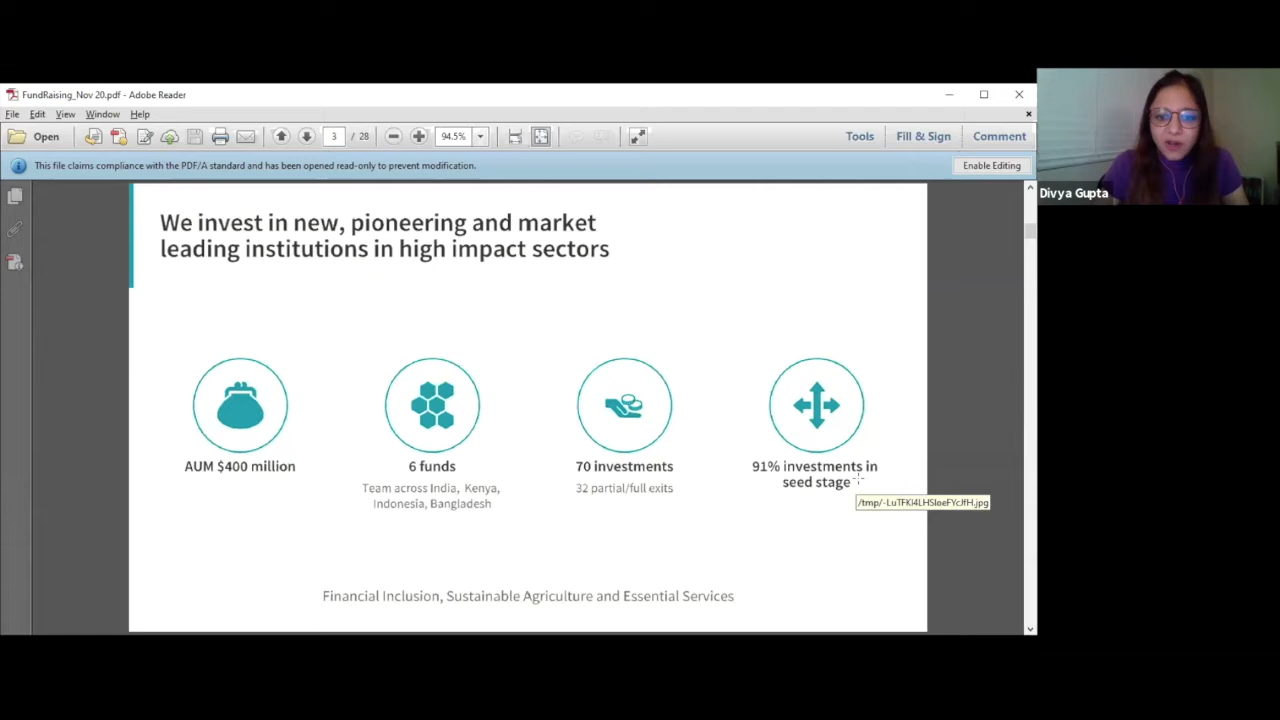 FundRaising_Nov 20.pdf - Adobe Reader
File Edit View Window Help
Open 3 / 28 94.5% Tools Fill & Sign Comment
This file claims compliance with the PDF/A standard and has been opened read-only to prevent modification. Enable Editing
Divya Gupta
We invest in new, pioneering and market
leading institutions in high impact sectors
AUM $400 million
6 funds
Team across India, Kenya,
Indonesia, Bangladesh
70 investments
32 partial/full exits
91% investments in
seed stage
Financial Inclusion, Sustainable Agriculture and Essential Services